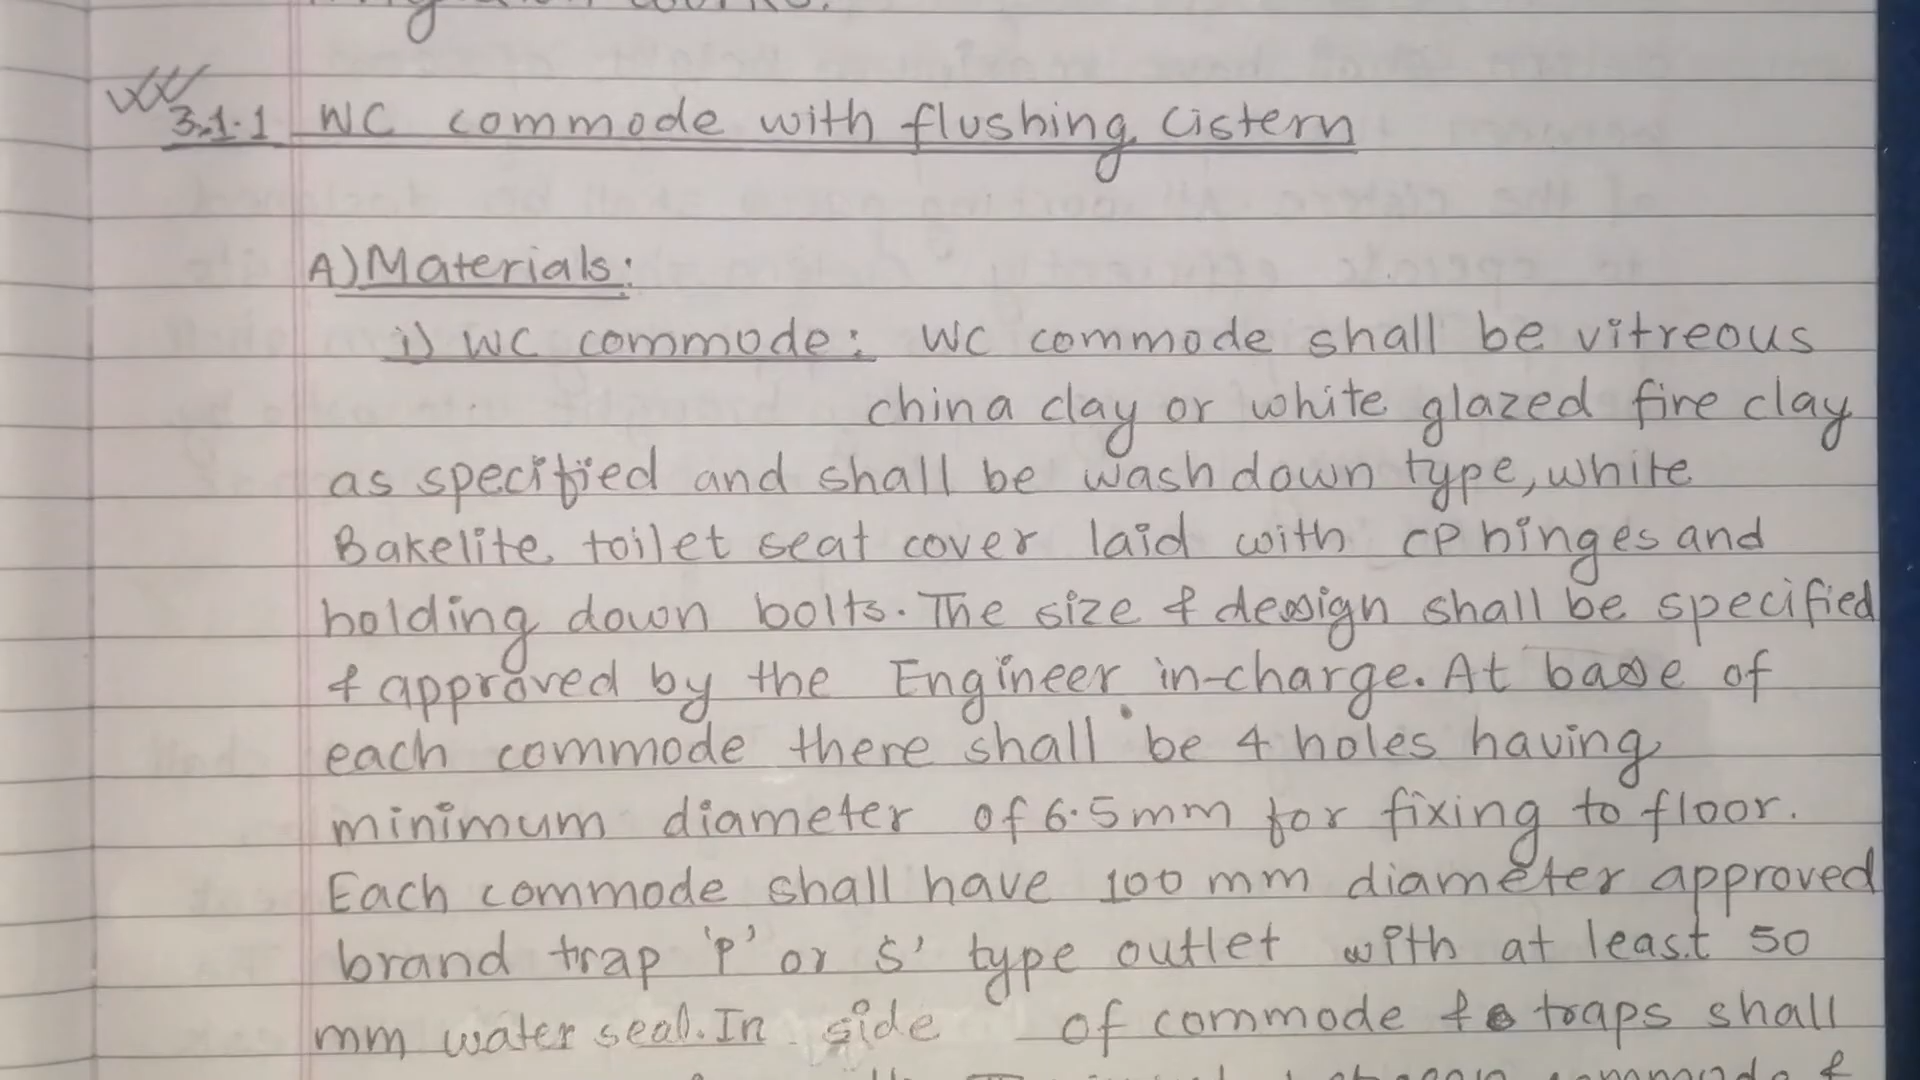 works.
3.1.1 WC commode with flushing cistern
A) Materials:
i) WC commode: WC commode shall be vitreous
china clay or white glazed fire clay
as specified and shall be wash down type, white
Bakelite toilet seat cover laid with CP hinges and
holding down bolts. The size & design shall be specified
& approved by the Engineer in-charge. At base of
each commode there shall be 4 holes having
minimum diameter of 6.5mm for fixing to floor.
Each commode shall have 100 mm diameter approved
brand trap 'P' or 'S' type outlet with at least 50
mm water seal. In side of commode & traps shall
commode &